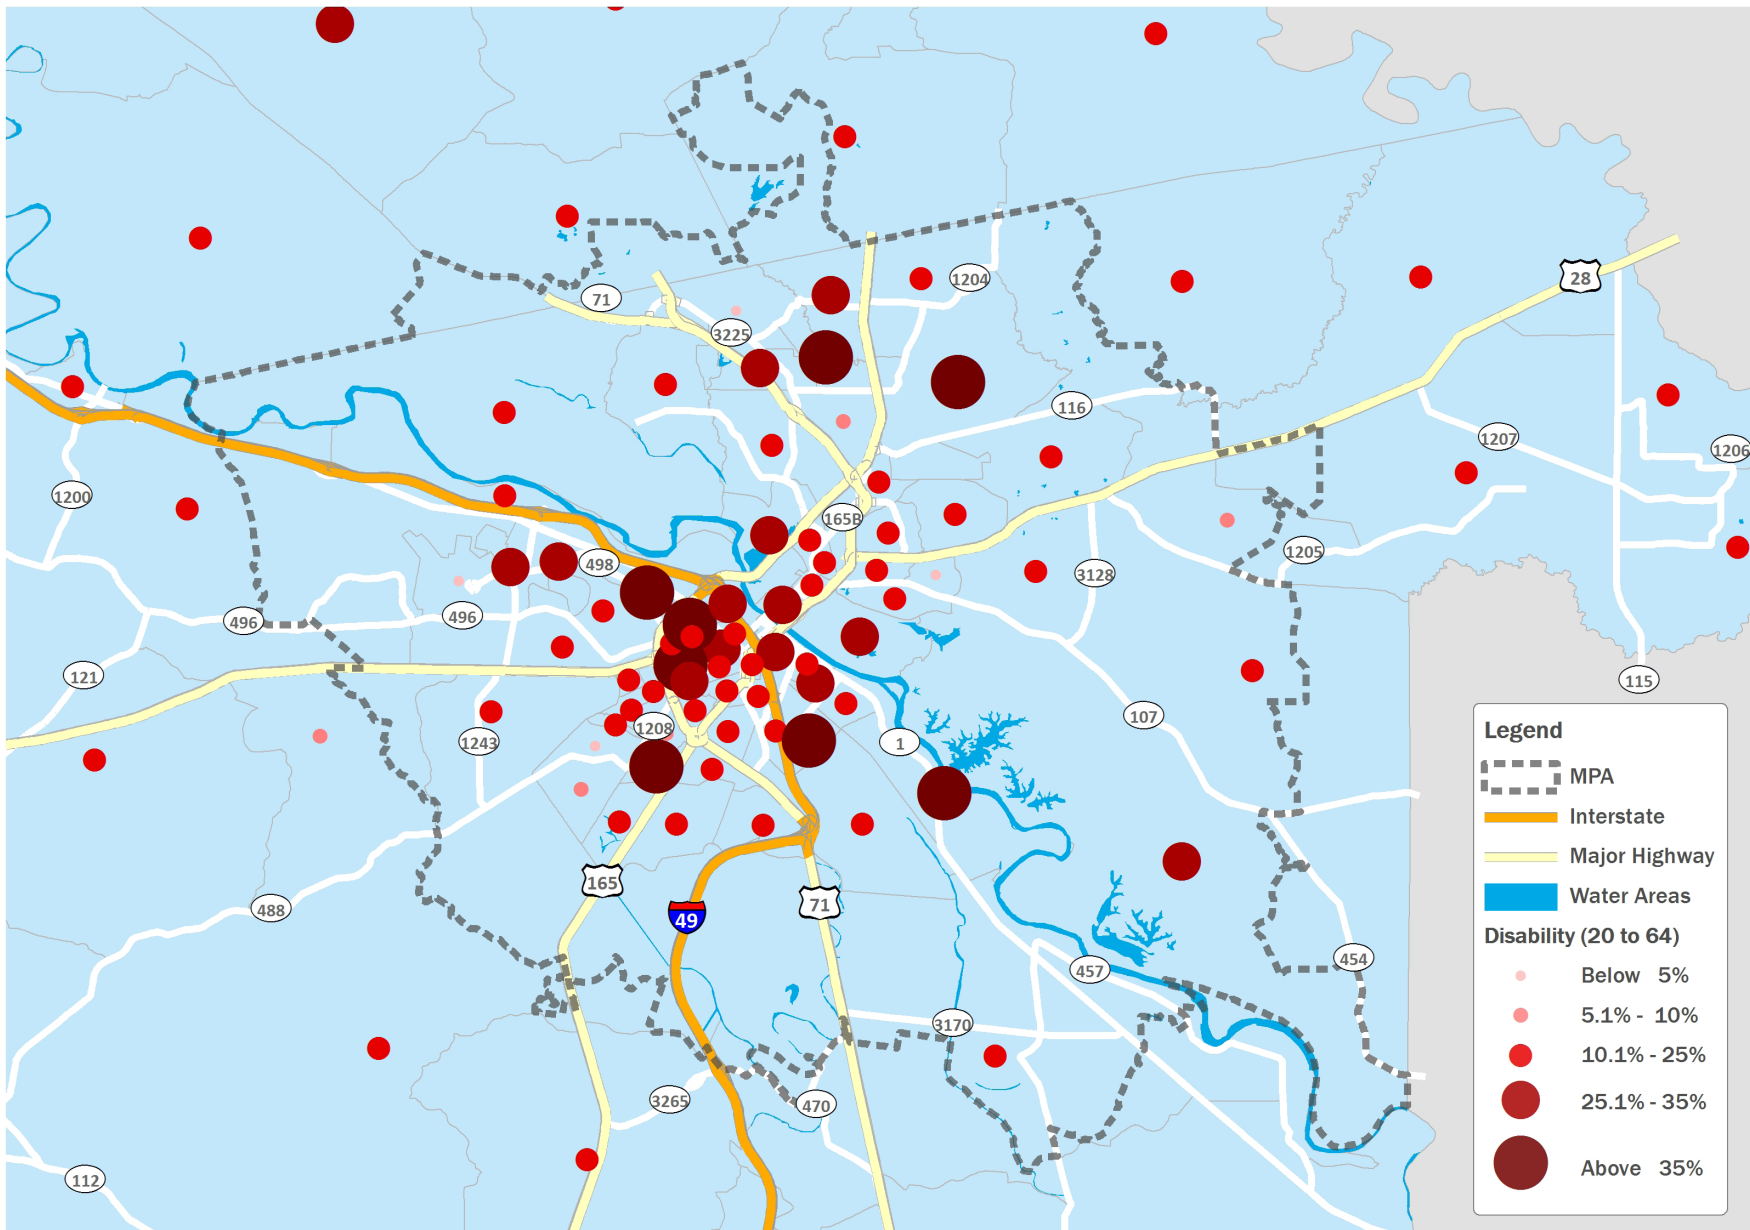 1204
28
71
3225
116
1207
1206
1200
165B
498
1205
3128
496
496
121
115
107
1208
1243
1
488
165
49
71
457
454
3170
3265
470
112
Legend
MPA
Interstate
Major Highway
Water Areas
Disability (20 to 64)
Below 5%
5.1% - 10%
10.1% - 25%
25.1% - 35%
Above 35%